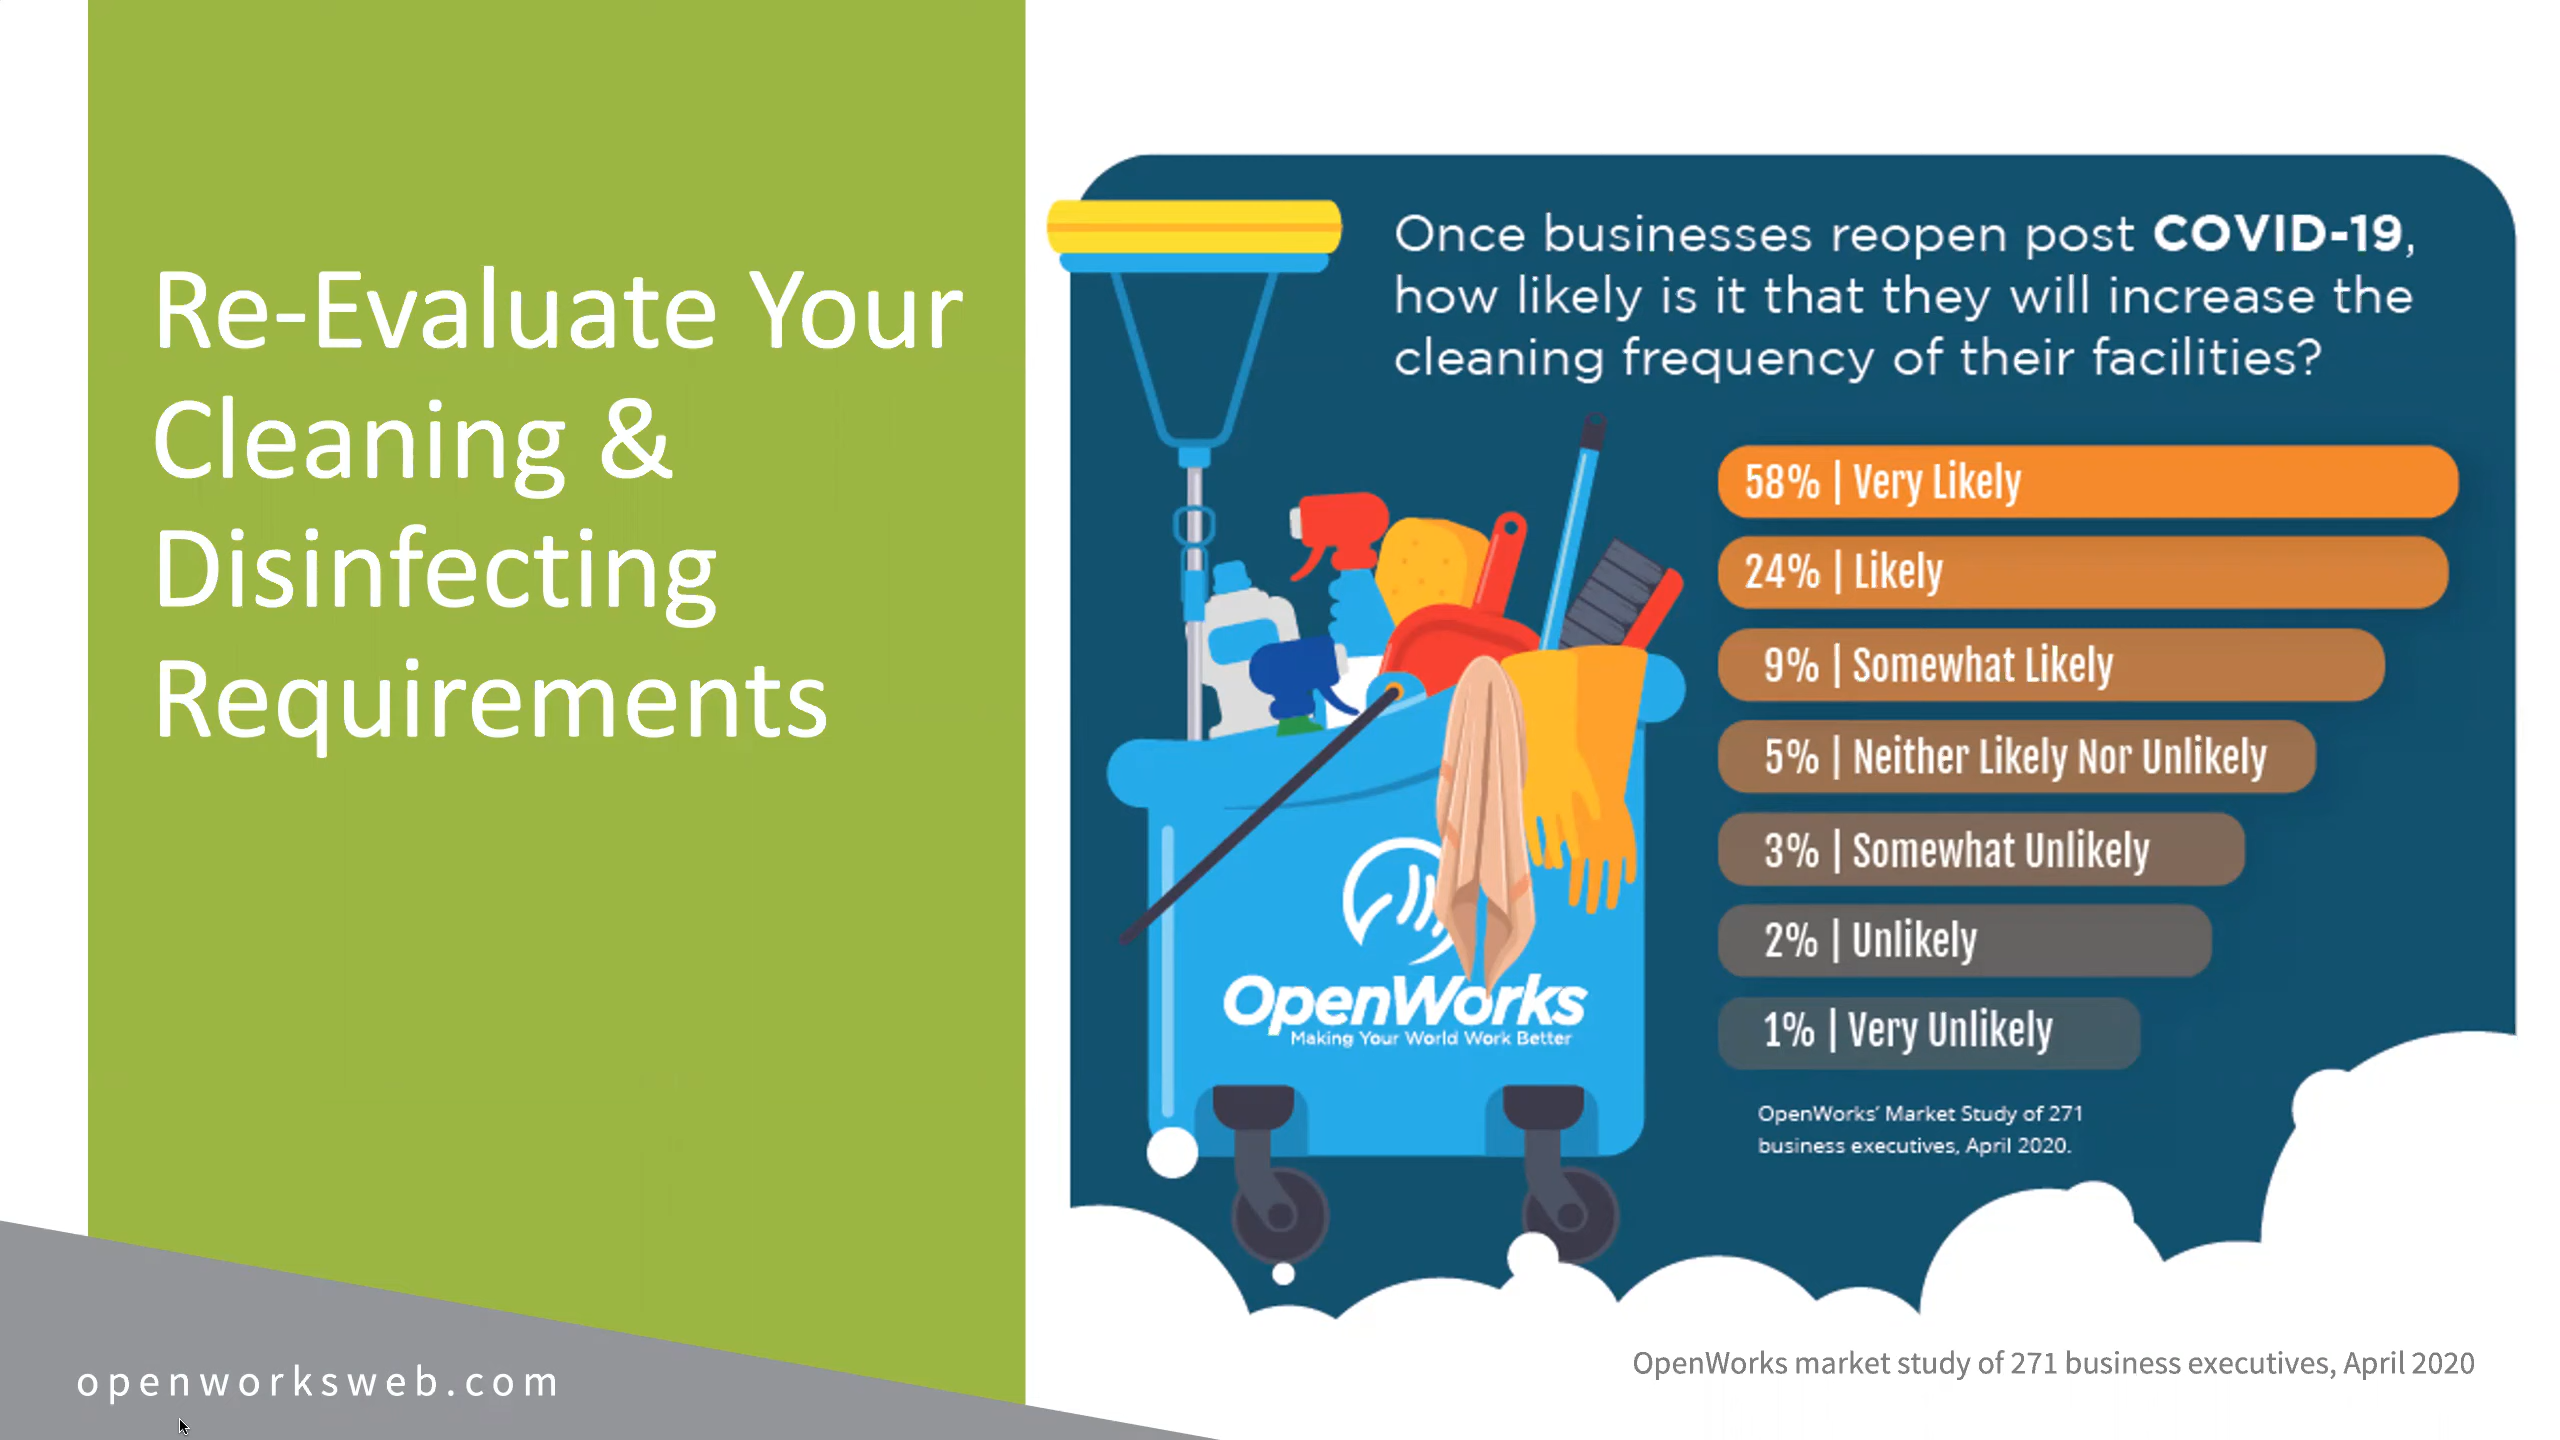 Re-Evaluate Your
Cleaning &
Disinfecting
Requirements
openworksweb.com
Once businesses reopen post COVID-19,
how likely is it that they will increase the
cleaning frequency of their facilities?
58% | Very Likely
24% | Likely
9% | Somewhat Likely
5% | Neither Likely Nor Unlikely
3% | Somewhat Unlikely
2% | Unlikely
1% | Very Unlikely
OpenWorks' Market Study of 271
business executives, April 2020.
OpenWorks
Making Your World Work Better
OpenWorks market study of 271 business executives, April 2020